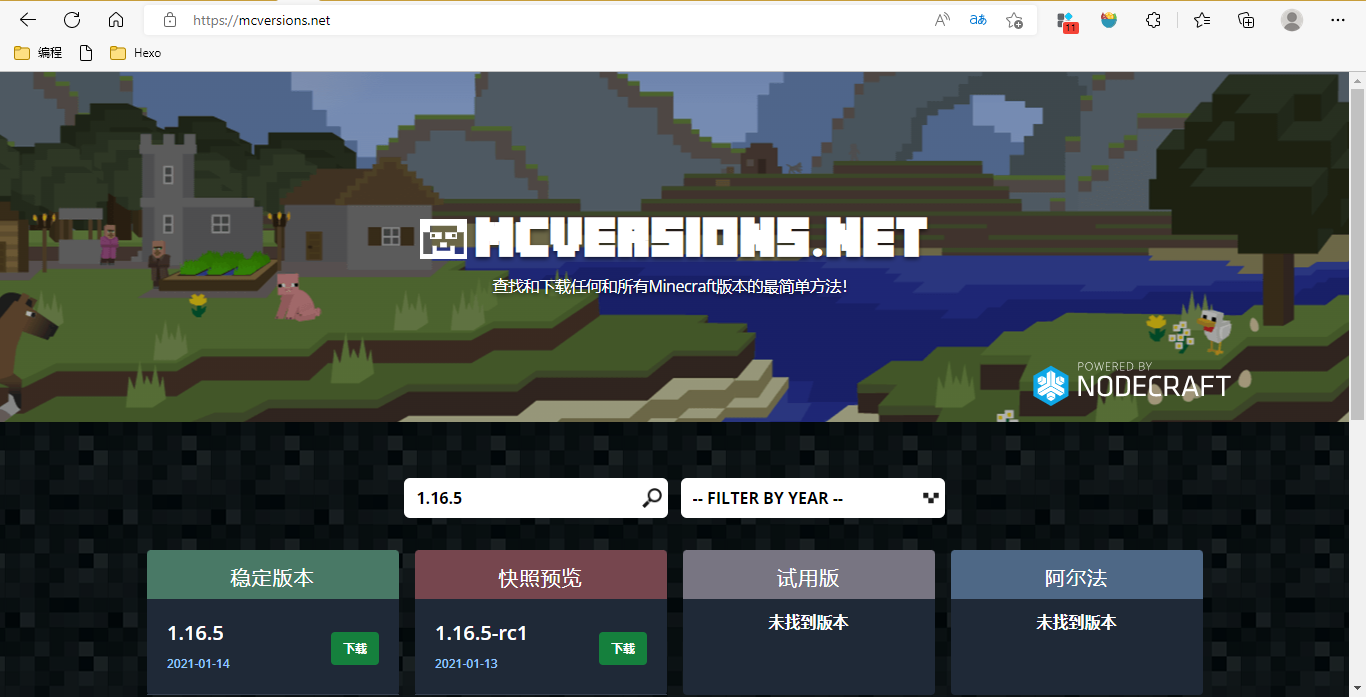 https://mcversions.net
A
aあ
11
编程
Hexo
MCVERSIONS.NET
查找和下载任何和所有Minecraft版本的最简单方法!
POWERED BY
NODECRAFT
1.16.5
-- FILTER BY YEAR --
稳定版本
快照预览
试用版
阿尔法
1.16.5
下载
2021-01-14
1.16.5-rc1
下载
2021-01-13
未找到版本
未找到版本